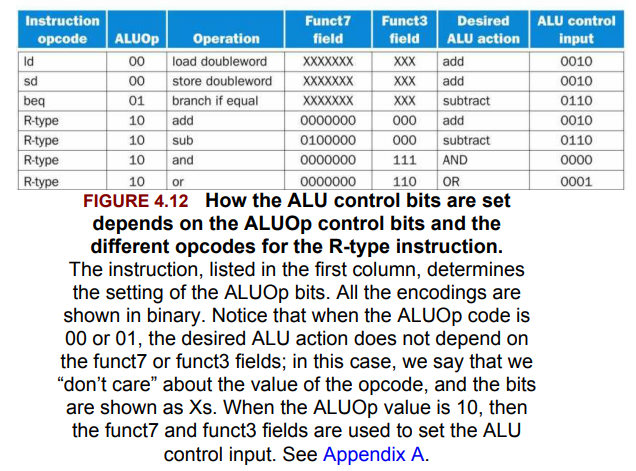 Instruction opcode ALUOp Operation Funct7 field Funct3 field Desired ALU action ALU control input
ld 00 load doubleword XXXXXXX XXX add 0010
sd 00 store doubleword XXXXXXX XXX add 0010
beq 01 branch if equal XXXXXXX XXX subtract 0110
R-type 10 add 0000000 000 add 0010
R-type 10 sub 0100000 000 subtract 0110
R-type 10 and 0000000 111 AND 0000
R-type 10 or 0000000 110 OR 0001
FIGURE 4.12 How the ALU control bits are set
depends on the ALUOp control bits and the
different opcodes for the R-type instruction.
The instruction, listed in the first column, determines
the setting of the ALUOp bits. All the encodings are
shown in binary. Notice that when the ALUOp code is
00 or 01, the desired ALU action does not depend on
the funct7 or funct3 fields; in this case, we say that we
“don’t care” about the value of the opcode, and the bits
are shown as Xs. When the ALUOp value is 10, then
the funct7 and funct3 fields are used to set the ALU
control input. See Appendix A.